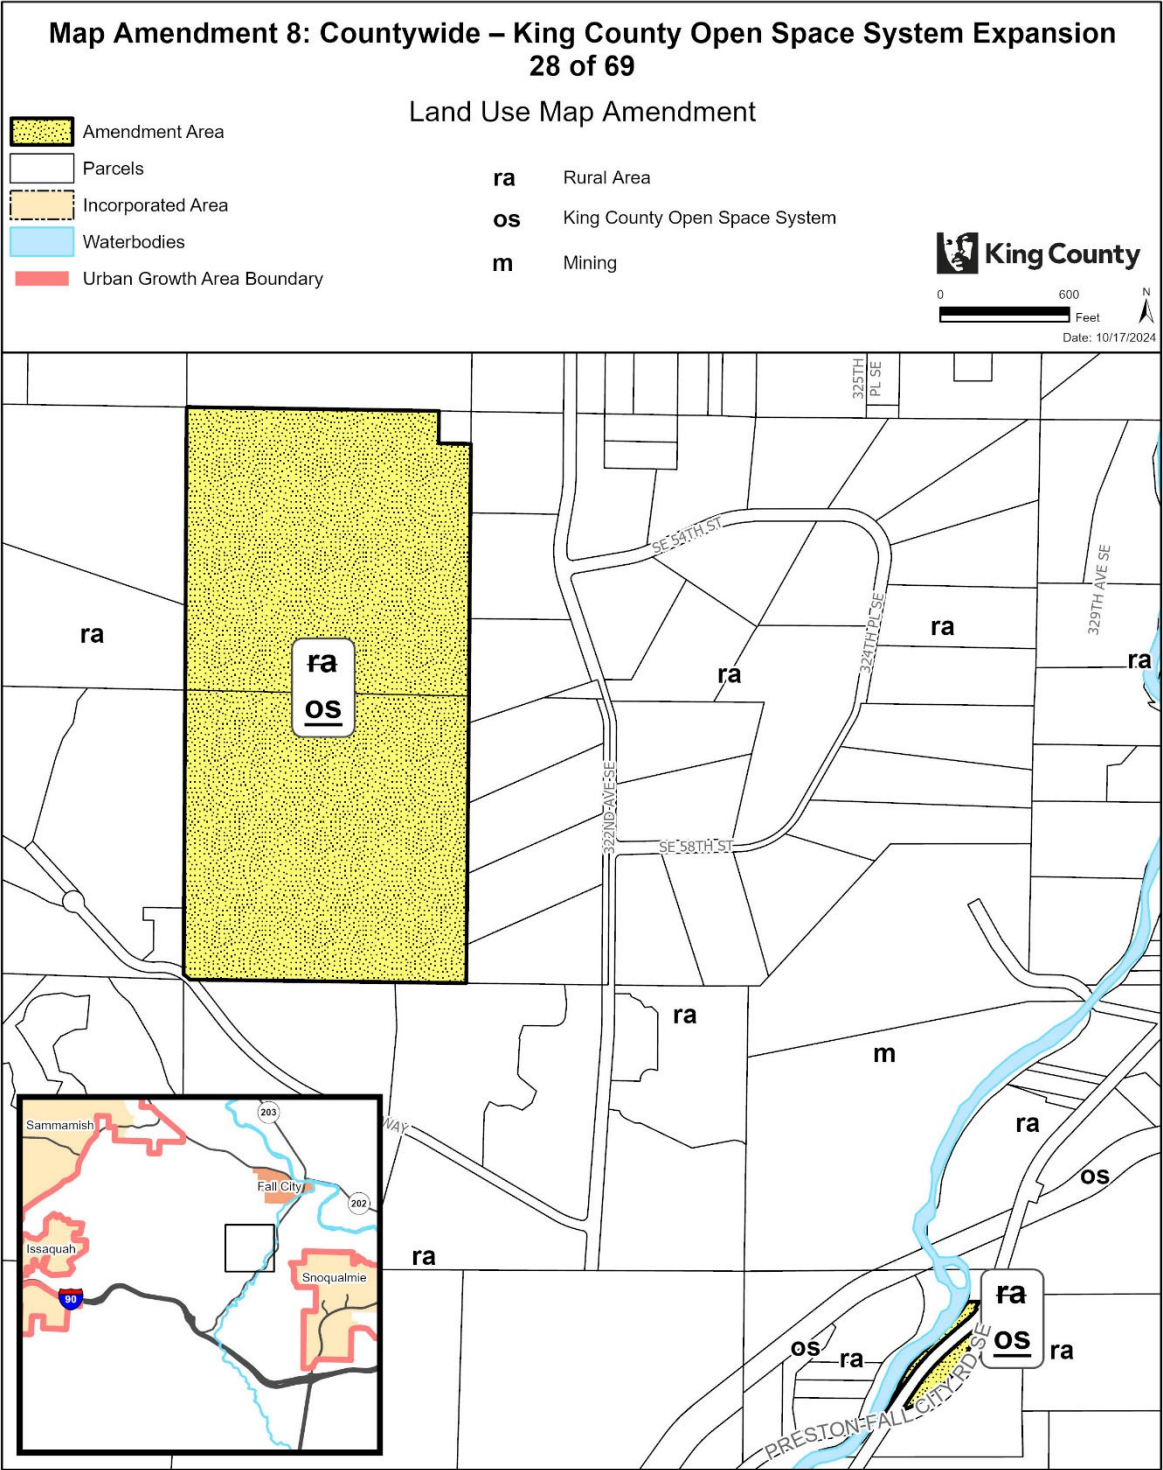 Map Amendment 8: Countywide – King County Open Space System Expansion
28 of 69
Land Use Map Amendment
Amendment Area
Parcels
Incorporated Area
Waterbodies
Urban Growth Area Boundary
ra Rural Area
os King County Open Space System
m Mining
King County
0 600
Feet
N
Date: 10/17/2024
325TH
PL SE
SE 54TH ST
329TH AVE SE
324TH PL SE
ra
ra
ra
ra
ra
os
ra
322ND AVE SE
SE 58TH ST
ra
m
WAY
ra
os
ra
ra
os
os
ra
ra
PRESTON-FALL CITY RD SE
Sammamish
203
Fall City
202
Issaquah
Snoqualmie
90